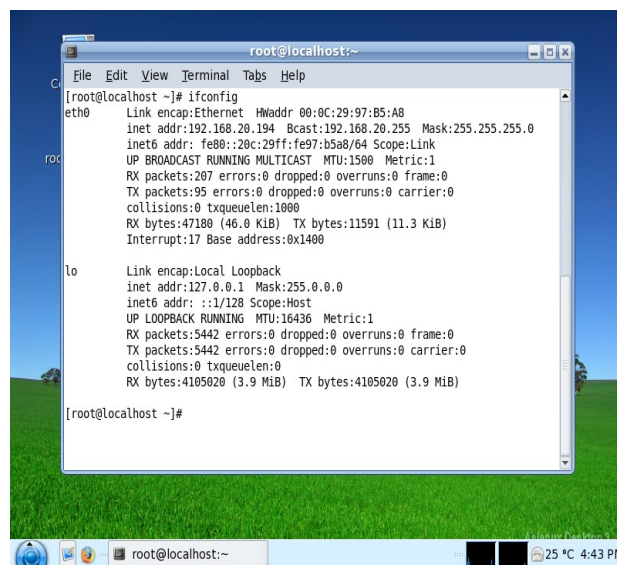 root@localhost:~
File Edit View Terminal Tabs Help
[root@localhost ~]# ifconfig
eth0 Link encap:Ethernet HWaddr 00:0C:29:97:B5:A8
inet addr:192.168.20.194 Bcast:192.168.20.255 Mask:255.255.255.0
inet6 addr: fe80::20c:29ff:fe97:b5a8/64 Scope:Link
UP BROADCAST RUNNING MULTICAST MTU:1500 Metric:1
RX packets:207 errors:0 dropped:0 overruns:0 frame:0
TX packets:95 errors:0 dropped:0 overruns:0 carrier:0
collisions:0 txqueuelen:1000
RX bytes:47180 (46.0 KiB) TX bytes:11591 (11.3 KiB)
Interrupt:17 Base address:0x1400
lo Link encap:Local Loopback
inet addr:127.0.0.1 Mask:255.0.0.0
inet6 addr: ::1/128 Scope:Host
UP LOOPBACK RUNNING MTU:16436 Metric:1
RX packets:5442 errors:0 dropped:0 overruns:0 frame:0
TX packets:5442 errors:0 dropped:0 overruns:0 carrier:0
collisions:0 txqueuelen:0
RX bytes:4105020 (3.9 MiB) TX bytes:4105020 (3.9 MiB)
[root@localhost ~]#
root@localhost:~
25 °C 4:43 PM